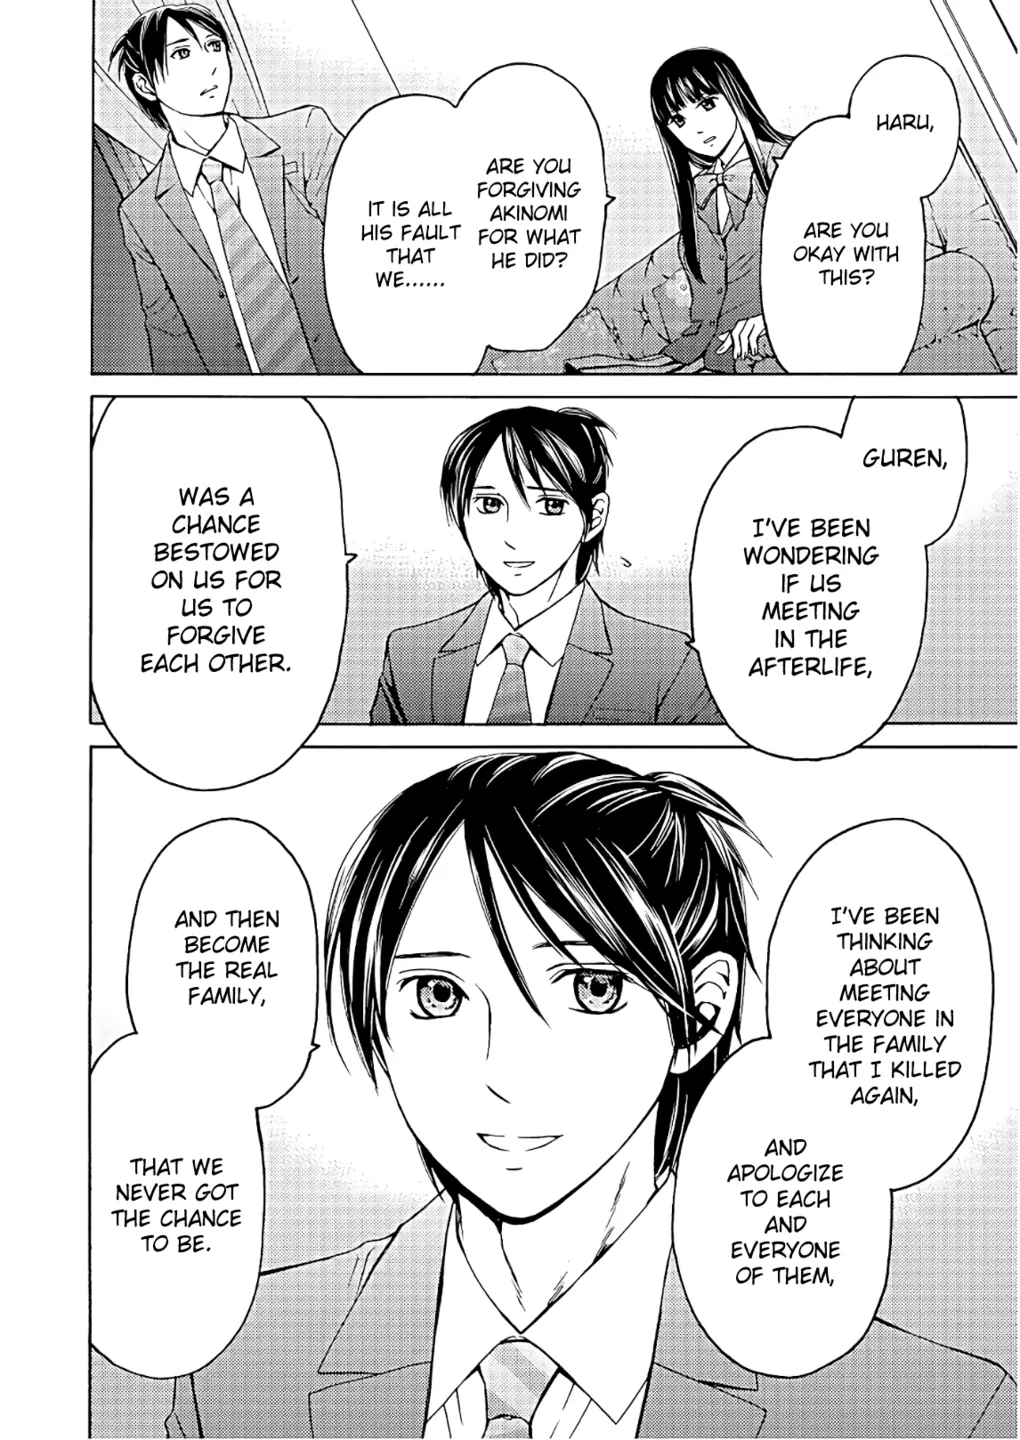 HARU,
ARE YOU
OKAY WITH
THIS?
ARE YOU
FORGIVING
AKINOMI
FOR WHAT
HE DID?
IT IS ALL
HIS FAULT
THAT
WE......
GUREN,
I'VE BEEN
WONDERING
IF US
MEETING
IN THE
AFTERLIFE,
WAS A
CHANCE
BESTOWED
ON US FOR
US TO
FORGIVE
EACH OTHER.
I'VE BEEN
THINKING
ABOUT
MEETING
EVERYONE IN
THE FAMILY
THAT I KILLED
AGAIN,
AND
APOLOGIZE
TO EACH
AND
EVERYONE
OF THEM,
AND THEN
BECOME
THE REAL
FAMILY,
THAT WE
NEVER GOT
THE CHANCE
TO BE.